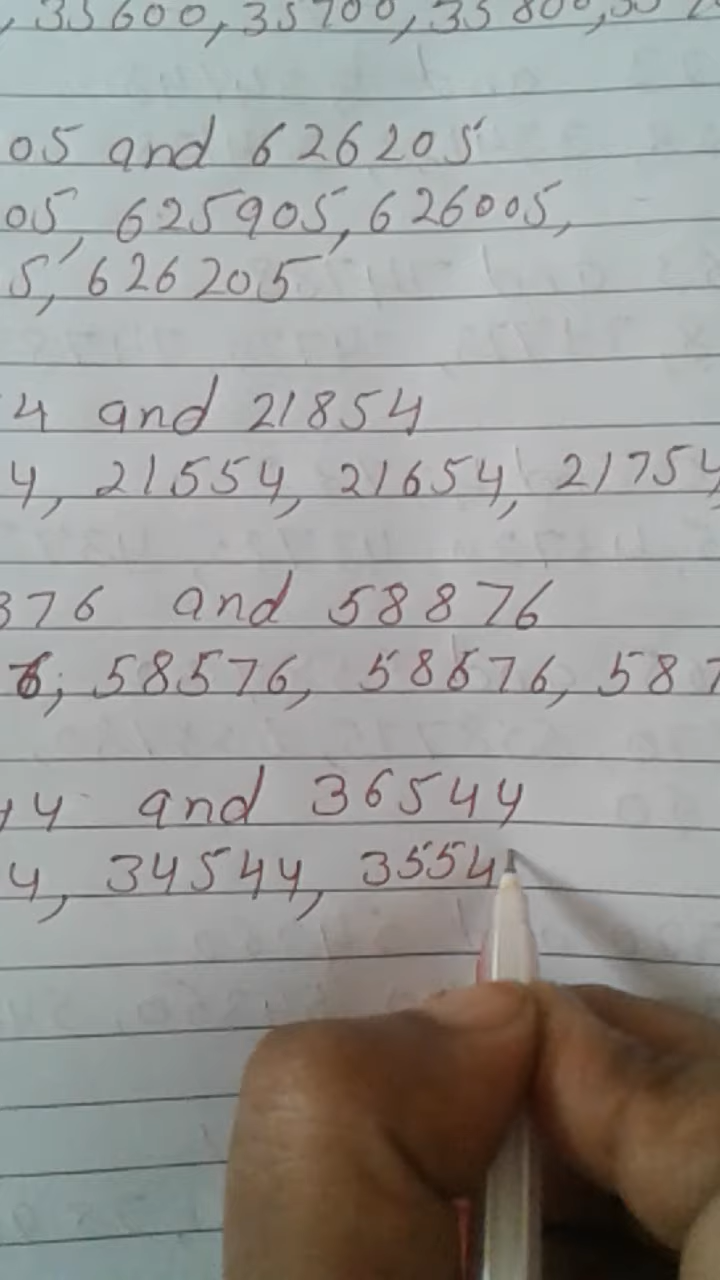 , 35600, 35700, 35800,
05 and 626205
05, 625905, 626005,
5, 626205
4 and 21854
4, 21554, 21654, 21754,
376 and 58876
6, 58576, 58676, 587
44 and 36544
4, 34544, 3554